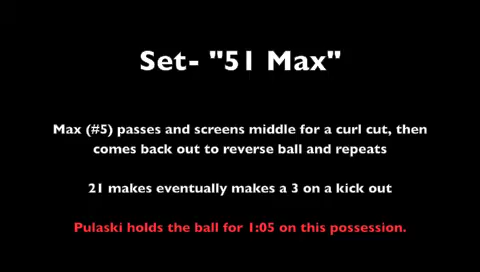 Set- "51 Max"
Max (#5) passes and screens middle for a curl cut, then
comes back out to reverse ball and repeats
21 makes eventually makes a 3 on a kick out
Pulaski holds the ball for 1:05 on this possession.